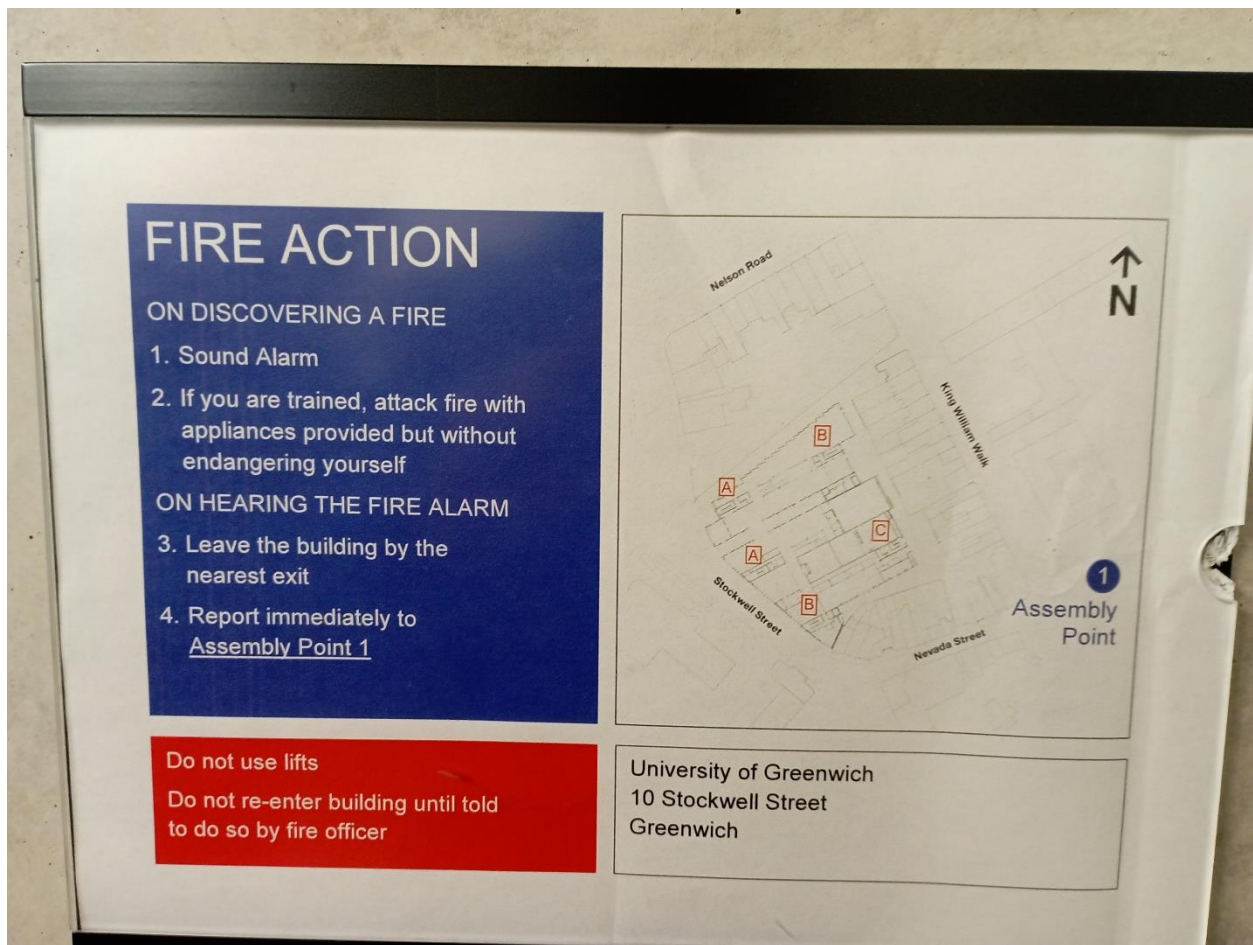 FIRE ACTION
ON DISCOVERING A FIRE
1. Sound Alarm
2. If you are trained, attack fire with
appliances provided but without
endangering yourself
ON HEARING THE FIRE ALARM
3. Leave the building by the
nearest exit
4. Report immediately to
Assembly Point 1
Do not use lifts
Do not re-enter building until told
to do so by fire officer
N
Nelson Road
King William Walk
B
A
C
A
B
Stockwell Street
Nevada Street
1
Assembly
Point
University of Greenwich
10 Stockwell Street
Greenwich